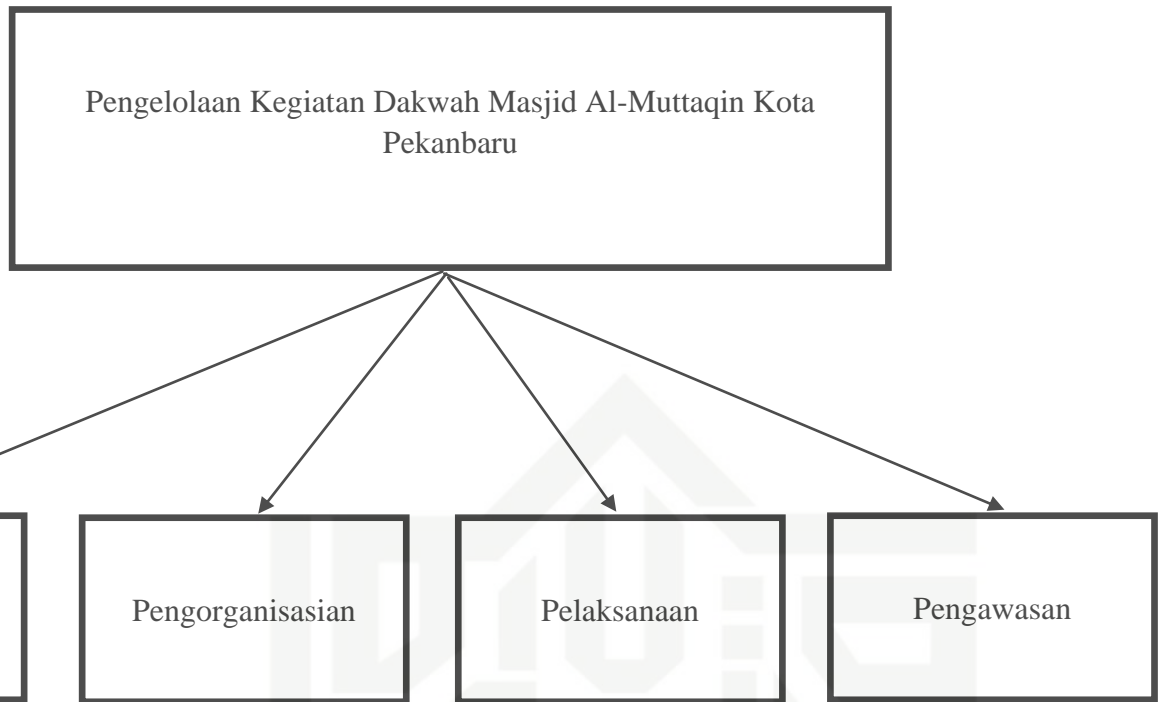 Pengelolaan Kegiatan Dakwah Masjid Al-Muttaqin Kota
Pekanbaru
Pengorganisasian
Pelaksanaan
Pengawasan